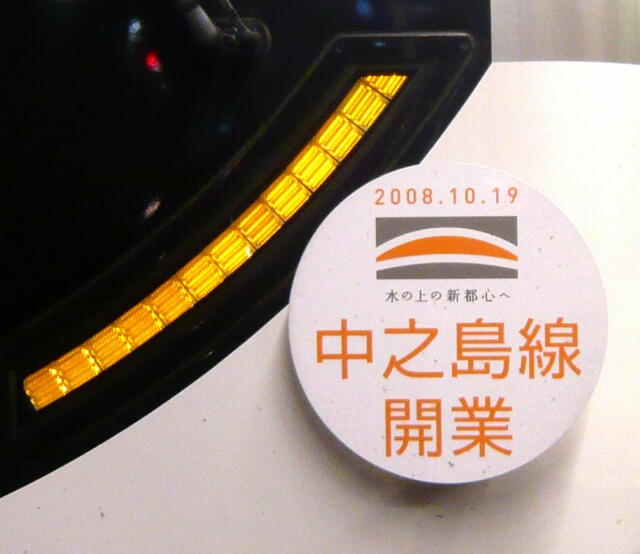 2008.10.19
水の上の新都心へ
中之島線
開業